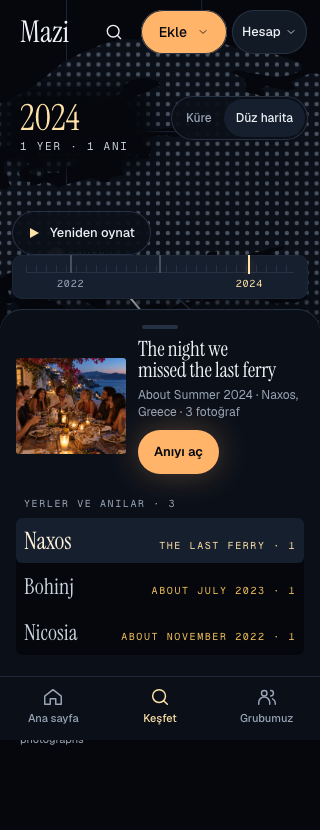 Mazi
Ekle
Hesap
2024
1 YER · 1 ANI
Küre
Düz harita
Yeniden oynat
2022
2024
The night we
missed the last ferry
About Summer 2024 · Naxos,
Greece · 3 fotoğraf
Anıyı aç
YERLER VE ANILAR · 3
Naxos
THE LAST FERRY · 1
Bohinj
ABOUT JULY 2023 · 1
Nicosia
ABOUT NOVEMBER 2022 · 1
Ana sayfa
Keşfet
Grubumuz
photographs